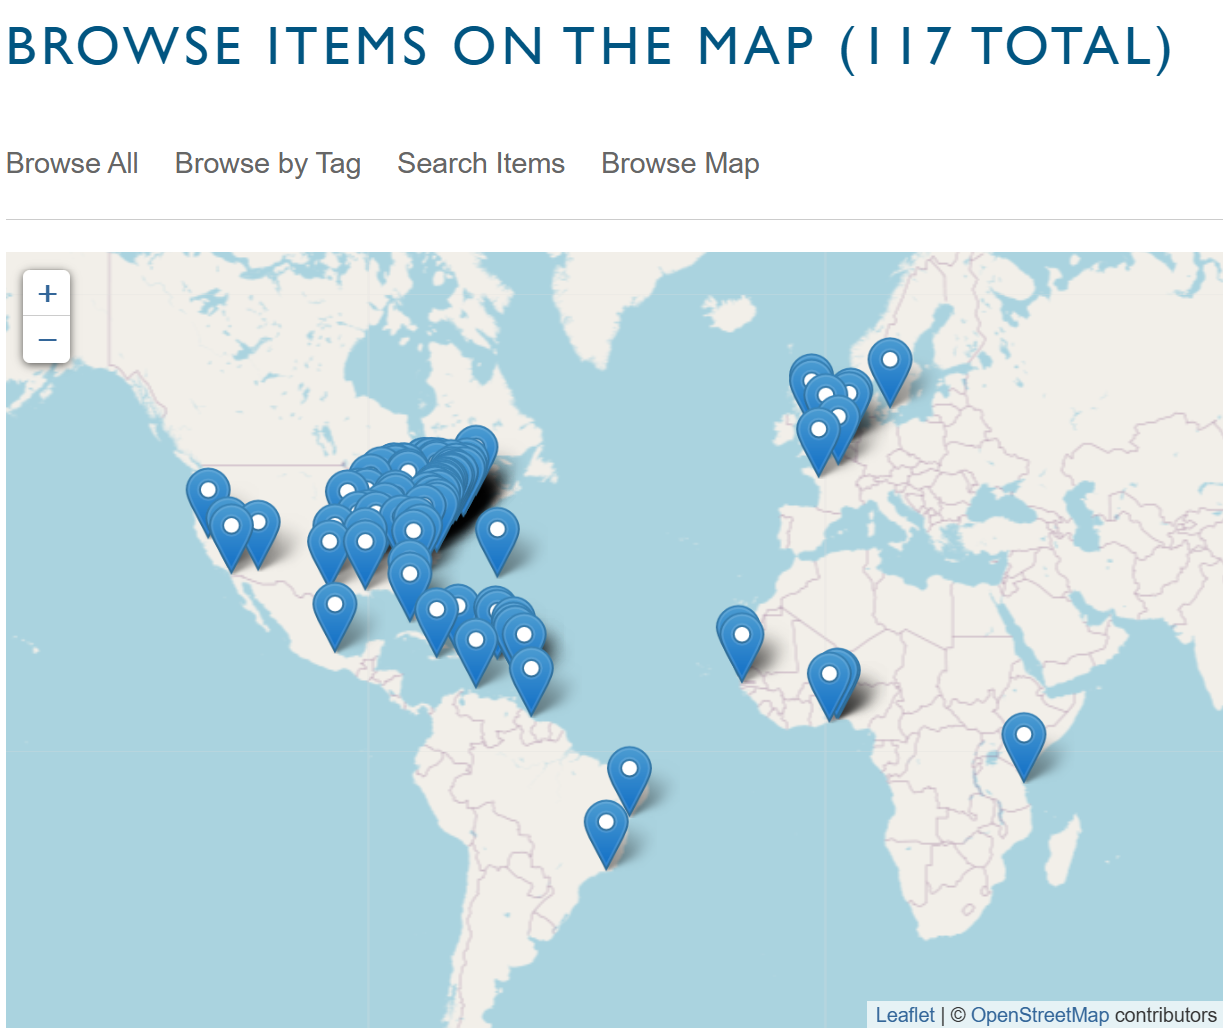 BROWSE ITEMS ON THE MAP (117 TOTAL)
Browse All Browse by Tag Search Items Browse Map
+
−
Leaflet | © OpenStreetMap contributors